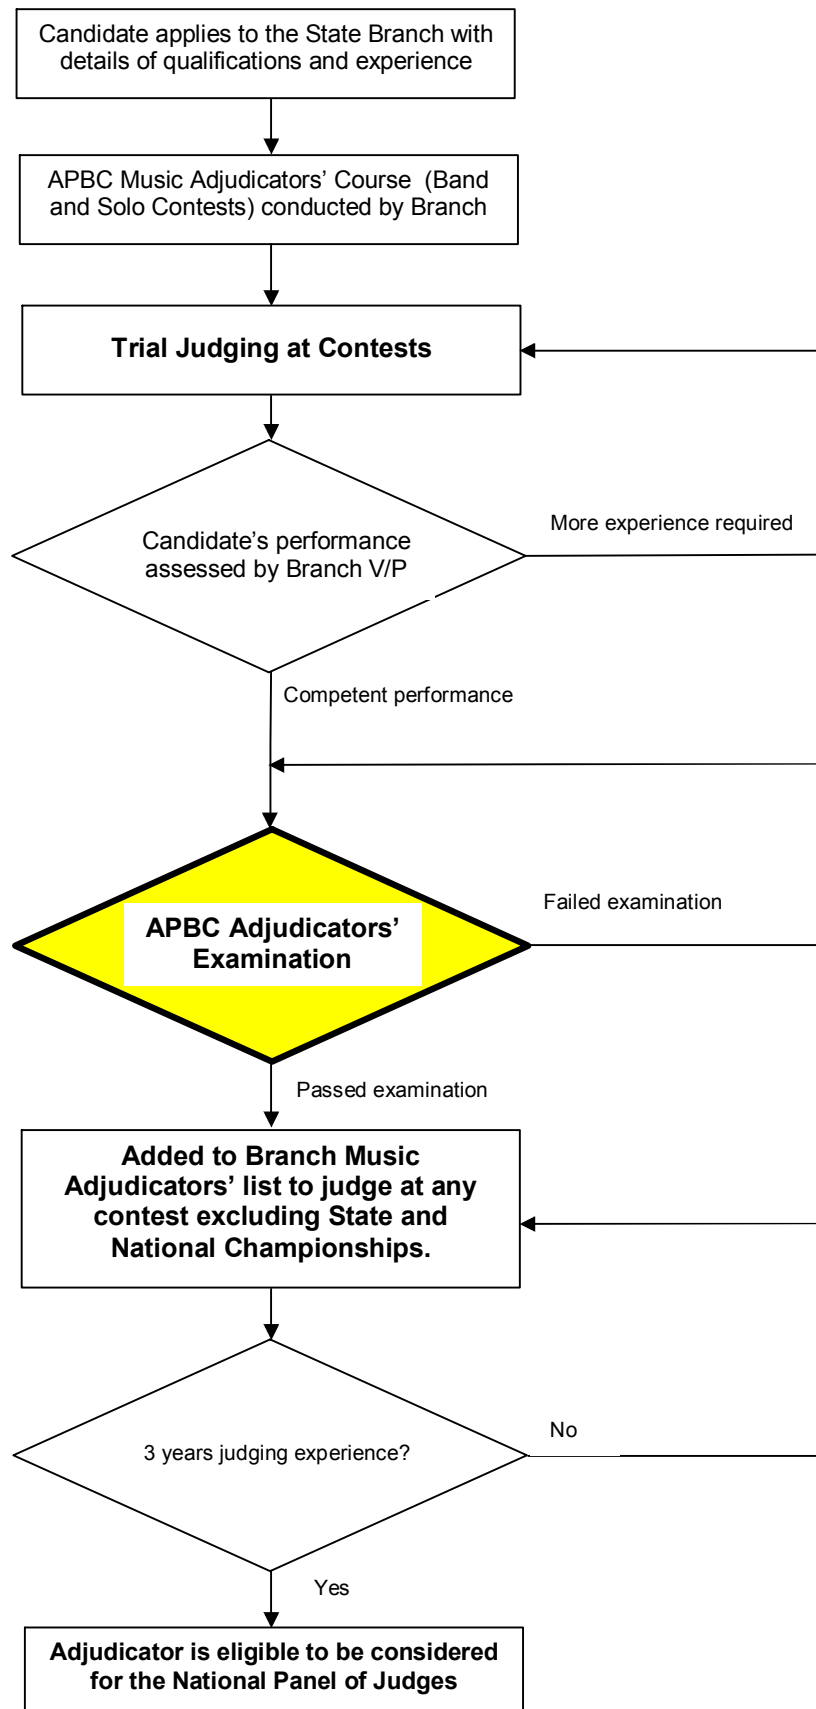 Candidate applies to the State Branch with
details of qualifications and experience
APBC Music Adjudicators’ Course (Band
and Solo Contests) conducted by Branch
Trial Judging at Contests
Candidate’s performance
assessed by Branch V/P
More experience required
Competent performance
APBC Adjudicators’
Examination
Failed examination
Passed examination
Added to Branch Music
Adjudicators’ list to judge at any
contest excluding State and
National Championships.
3 years judging experience?
No
Yes
Adjudicator is eligible to be considered
for the National Panel of Judges